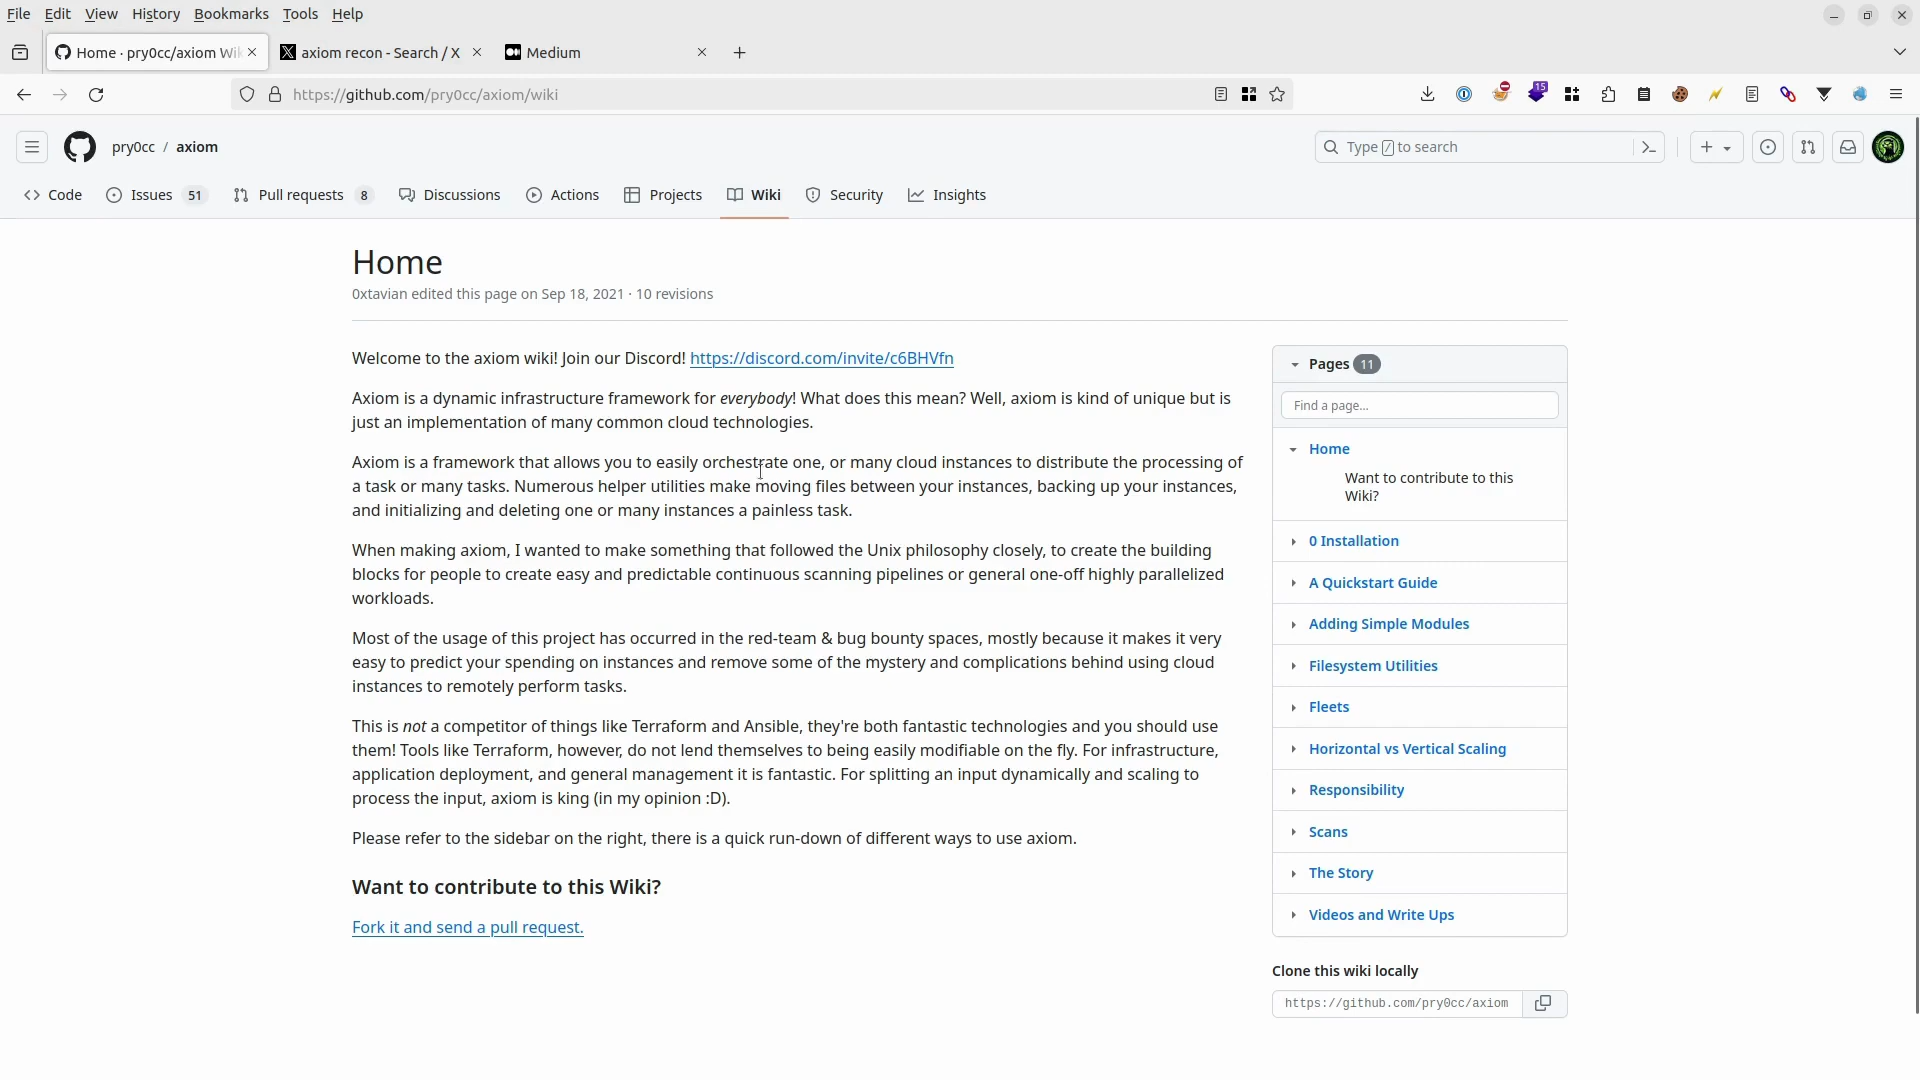 File Edit View History Bookmarks Tools Help
Home · pry0cc/axiom Wi
axiom recon - Search / X
Medium
https://github.com/pry0cc/axiom/wiki
15
pry0cc / axiom
Type / to search
Code
Issues 51
Pull requests 8
Discussions
Actions
Projects
Wiki
Security
Insights
Home
0xtavian edited this page on Sep 18, 2021 · 10 revisions
Welcome to the axiom wiki! Join our Discord! https://discord.com/invite/c6BHVfn
Axiom is a dynamic infrastructure framework for everybody! What does this mean? Well, axiom is kind of unique but is
just an implementation of many common cloud technologies.
Axiom is a framework that allows you to easily orchestrate one, or many cloud instances to distribute the processing of
a task or many tasks. Numerous helper utilities make moving files between your instances, backing up your instances,
and initializing and deleting one or many instances a painless task.
When making axiom, I wanted to make something that followed the Unix philosophy closely, to create the building
blocks for people to create easy and predictable continuous scanning pipelines or general one-off highly parallelized
workloads.
Most of the usage of this project has occurred in the red-team & bug bounty spaces, mostly because it makes it very
easy to predict your spending on instances and remove some of the mystery and complications behind using cloud
instances to remotely perform tasks.
This is not a competitor of things like Terraform and Ansible, they're both fantastic technologies and you should use
them! Tools like Terraform, however, do not lend themselves to being easily modifiable on the fly. For infrastructure,
application deployment, and general management it is fantastic. For splitting an input dynamically and scaling to
process the input, axiom is king (in my opinion :D).
Please refer to the sidebar on the right, there is a quick run-down of different ways to use axiom.
Want to contribute to this Wiki?
Fork it and send a pull request.
Pages 11
Find a page...
Home
Want to contribute to this
Wiki?
0 Installation
A Quickstart Guide
Adding Simple Modules
Filesystem Utilities
Fleets
Horizontal vs Vertical Scaling
Responsibility
Scans
The Story
Videos and Write Ups
Clone this wiki locally
https://github.com/pry0cc/axiom